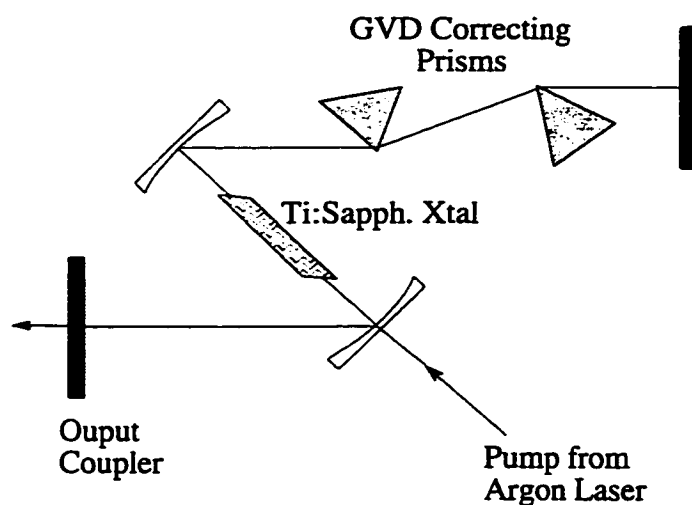 GVD Correcting
Prisms
Ti:Sapph. Xtal
Ouput
Coupler
Pump from
Argon Laser